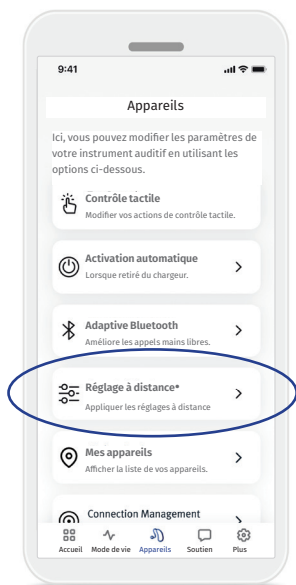 9:41
Appareils
Ici, vous pouvez modifier les paramètres de
votre instrument auditif en utilisant les
options ci-dessous.
Contrôle tactile
Modifier vos actions de contrôle tactile.
Activation automatique
Lorsque retiré du chargeur.
Adaptive Bluetooth
Améliore les appels mains libres.
Réglage à distance*
Appliquer les réglages à distance
Mes appareils
Afficher la liste de vos appareils.
Connection Management
Accueil Mode de vie Appareils Soutien Plus